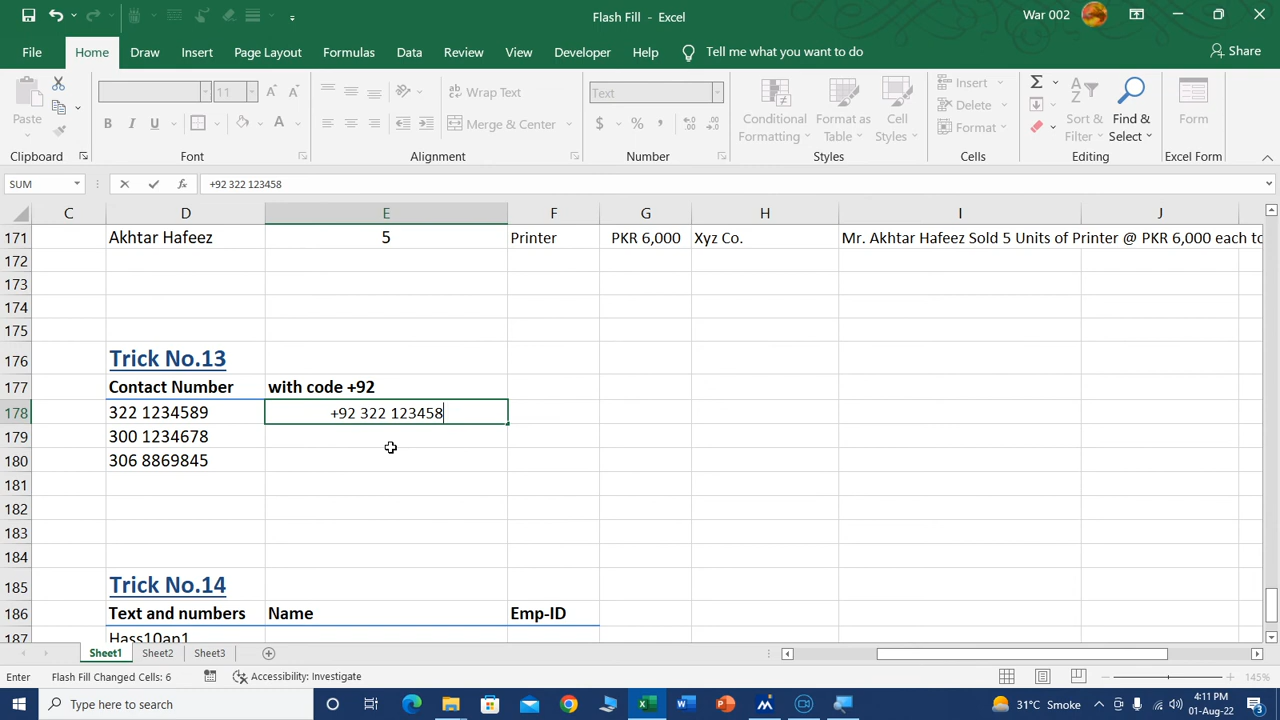 Flash Fill - Excel
War 002
File Home Draw Insert Page Layout Formulas Data Review View Developer Help Tell me what you want to do Share
Paste
11
B I U
A
Wrap Text
Merge & Center
Text
$ % ,
Conditional Formatting
Format as Table
Cell Styles
Insert
Delete
Format
Sort & Filter
Find & Select
Form
Clipboard Font Alignment Number Styles Cells Editing Excel Form
SUM fx +92 322 123458
C D E F G H I J
171 Akhtar Hafeez 5 Printer PKR 6,000 Xyz Co. Mr. Akhtar Hafeez Sold 5 Units of Printer @ PKR 6,000 each to
172
173
174
175
176 Trick No.13
177 Contact Number with code +92
178 322 1234589 +92 322 123458
179 300 1234678
180 306 8869845
181
182
183
184
185 Trick No.14
186 Text and numbers Name Emp-ID
187 Hass10an1
Sheet1 Sheet2 Sheet3
Enter Flash Fill Changed Cells: 6 Accessibility: Investigate 145%
Type here to search
31°C Smoke
4:11 PM
01-Aug-22
3